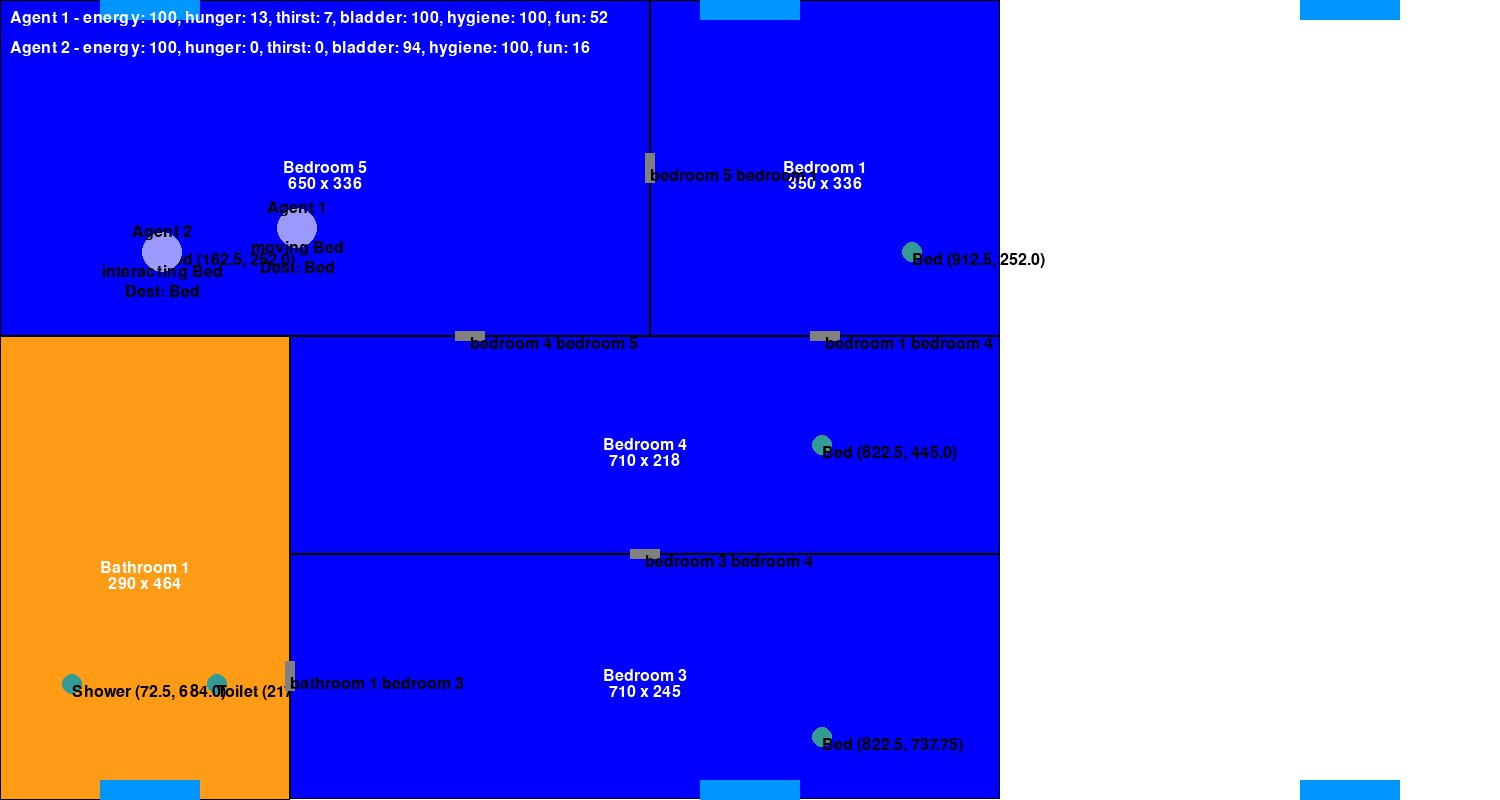 Agent 1 - energy: 100, hunger: 13, thirst: 7, bladder: 100, hygiene: 100, fun: 52
Agent 2 - energy: 100, hunger: 0, thirst: 0, bladder: 94, hygiene: 100, fun: 16
Bedroom 5
650 x 336
Bedroom 1
350 x 336
bedroom 5 bedroom 1
Agent 1
moving Bed
Dest: Bed
Agent 2
(162.5, 252.0)
interacting Bed
Dest: Bed
Bed (912.5, 252.0)
bedroom 4 bedroom 5
bedroom 1 bedroom 4
Bedroom 4
710 x 218
Bed (822.5, 445.0)
bedroom 3 bedroom 4
Bathroom 1
290 x 464
Bedroom 3
710 x 245
bathroom 1 bedroom 3
Shower (72.5, 684.0)
Toilet (217
Bed (822.5, 737.75)